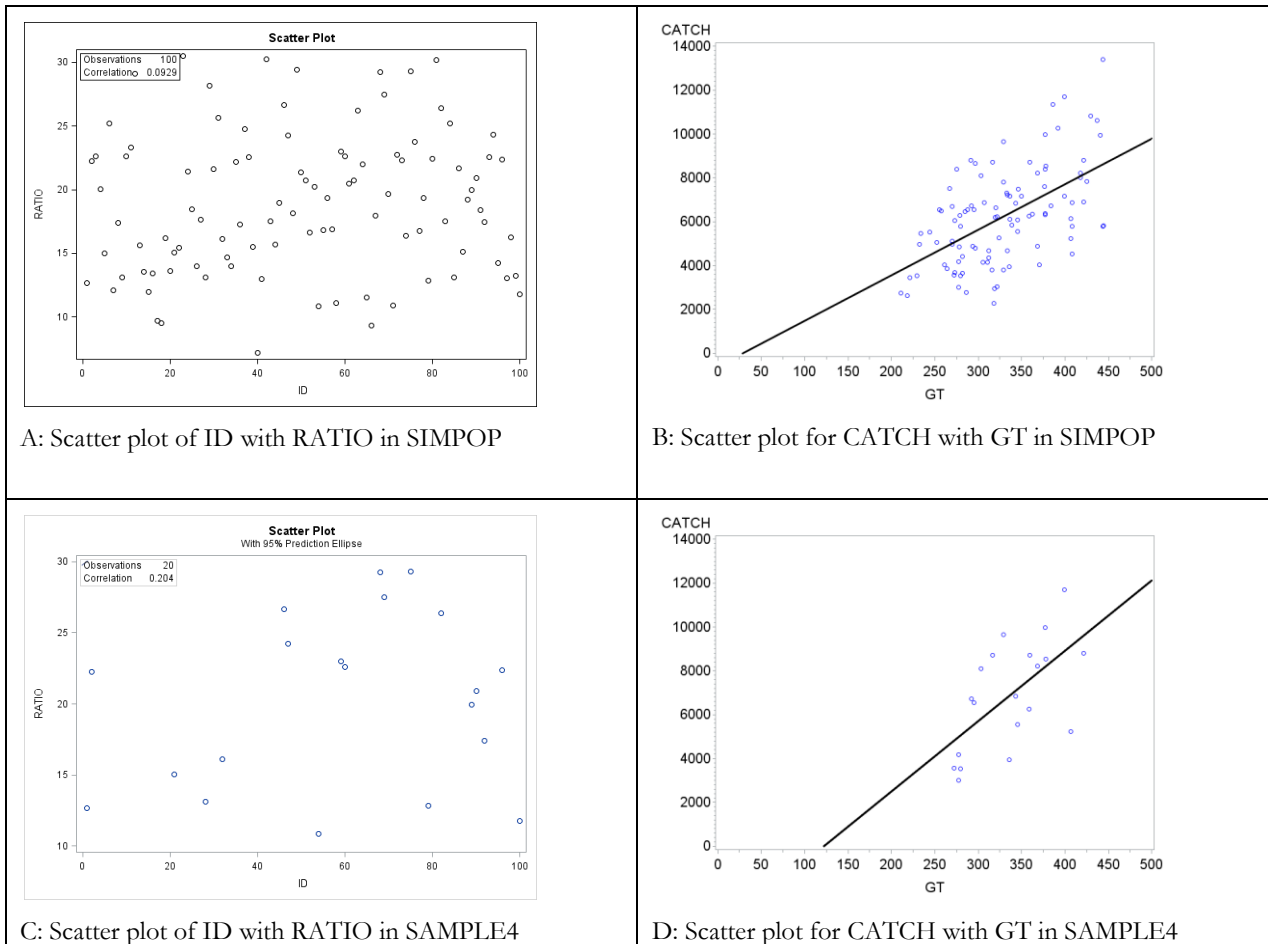 Scatter Plot
Observations 100
Correlation 0.0929
RATIO
30
25
20
15
10
0 20 40 60 80 100
ID
A: Scatter plot of ID with RATIO in SIMPOP
CATCH
14000
12000
10000
8000
6000
4000
2000
0
0 50 100 150 200 250 300 350 400 450 500
GT
B: Scatter plot for CATCH with GT in SIMPOP
Scatter Plot
With 95% Prediction Ellipse
Observations 20
Correlation 0.204
RATIO
30
25
20
15
10
0 20 40 60 80 100
ID
C: Scatter plot of ID with RATIO in SAMPLE4
CATCH
14000
12000
10000
8000
6000
4000
2000
0
0 50 100 150 200 250 300 350 400 450 500
GT
D: Scatter plot for CATCH with GT in SAMPLE4